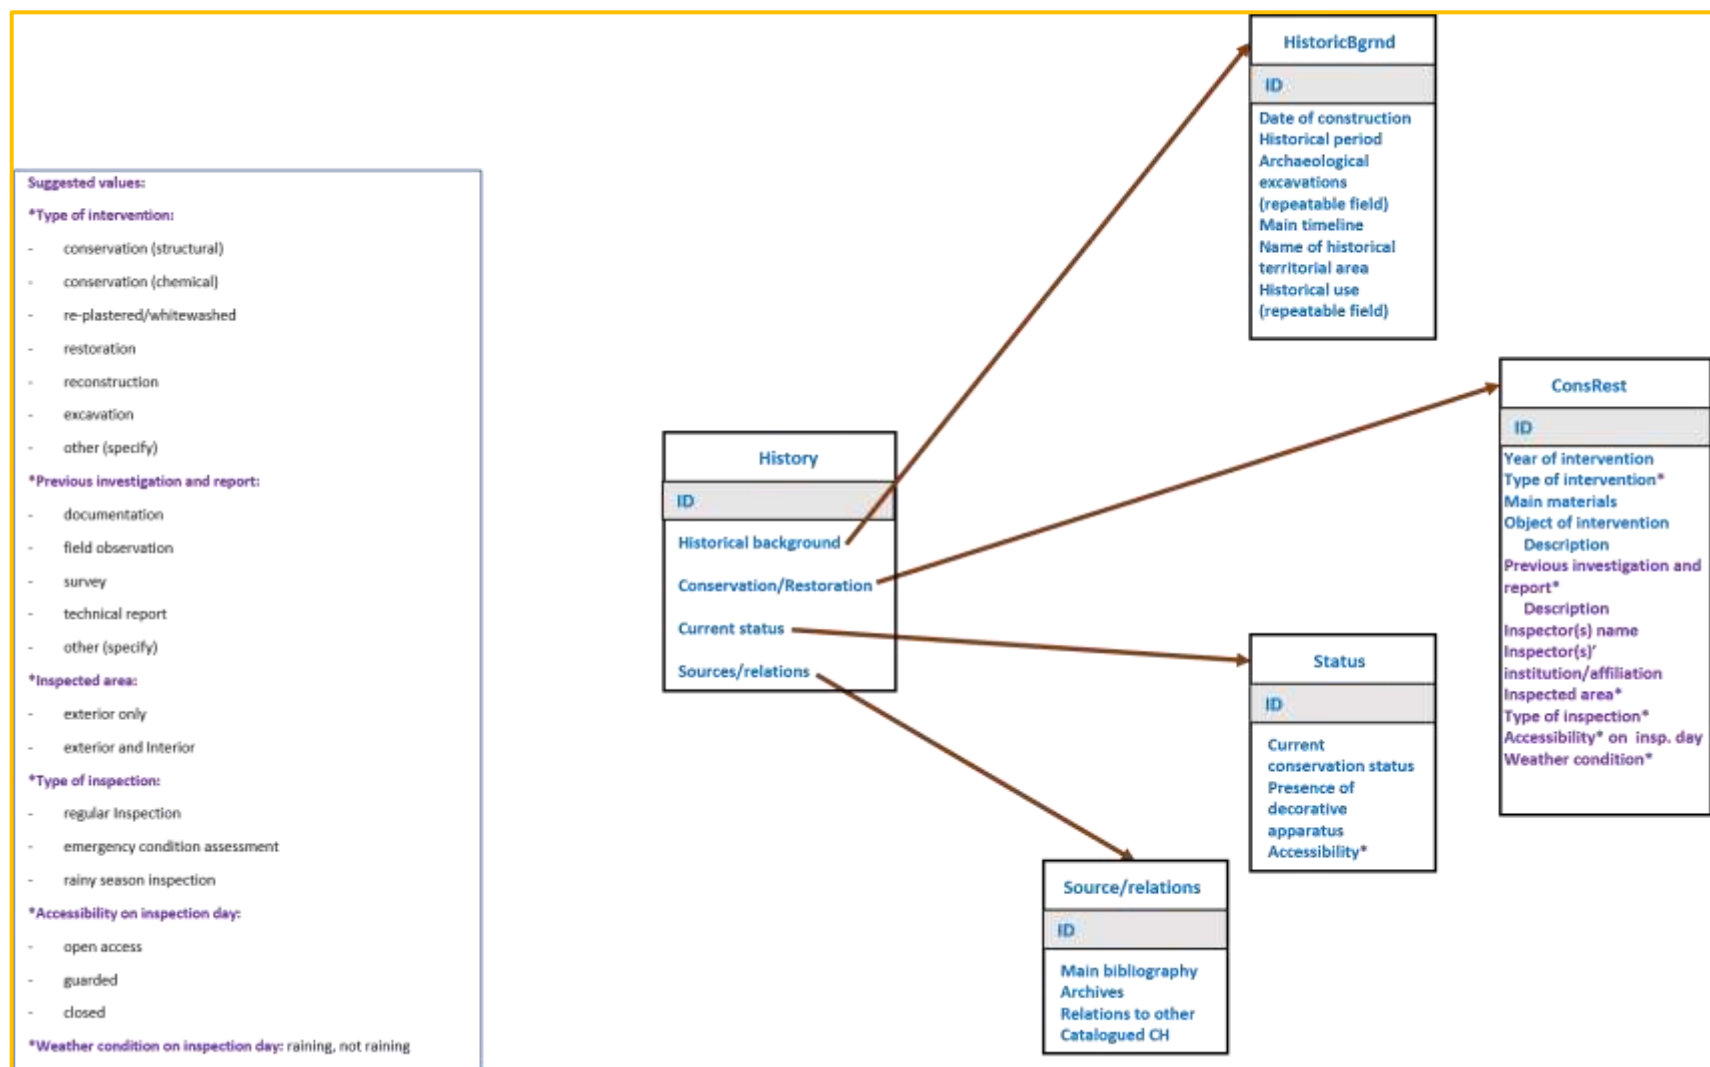 Suggested values:
*Type of intervention:
- conservation (structural)
- conservation (chemical)
- re-plastered/whitewashed
- restoration
- reconstruction
- excavation
- other (specify)
*Previous investigation and report:
- documentation
- field observation
- survey
- technical report
- other (specify)
*Inspected area:
- exterior only
- exterior and Interior
*Type of inspection:
- regular Inspection
- emergency condition assessment
- rainy season inspection
*Accessibility on inspection day:
- open access
- guarded
- closed
*Weather condition on inspection day: raining, not raining
History
ID
Historical background
Conservation/Restoration
Current status
Sources/relations
HistoricBgrnd
ID
Date of construction
Historical period
Archaeological
excavations
(repeatable field)
Main timeline
Name of historical
territorial area
Historical use
(repeatable field)
ConsRest
ID
Year of intervention
Type of intervention*
Main materials
Object of intervention
Description
Previous investigation and
report*
Description
Inspector(s) name
Inspector(s)'
institution/affiliation
Inspected area*
Type of inspection*
Accessibility* on insp. day
Weather condition*
Status
ID
Current
conservation status
Presence of
decorative
apparatus
Accessibility*
Source/relations
ID
Main bibliography
Archives
Relations to other
Catalogued CH